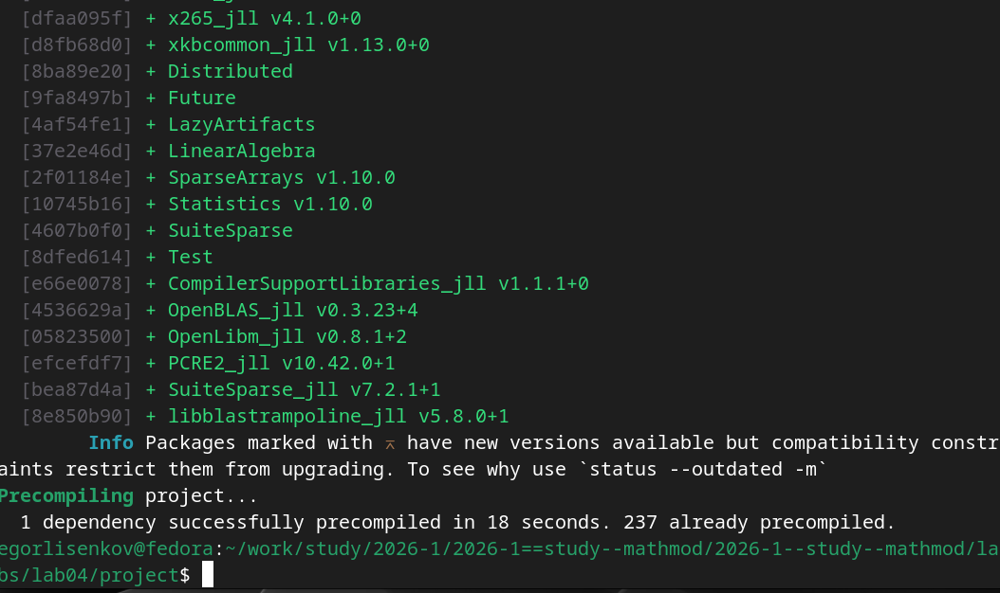 [dfaa095f] + x265_jll v4.1.0+0
[d8fb68d0] + xkbcommon_jll v1.13.0+0
[8ba89e20] + Distributed
[9fa8497b] + Future
[4af54fe1] + LazyArtifacts
[37e2e46d] + LinearAlgebra
[2f01184e] + SparseArrays v1.10.0
[10745b16] + Statistics v1.10.0
[4607b0f0] + SuiteSparse
[8dfed614] + Test
[e66e0078] + CompilerSupportLibraries_jll v1.1.1+0
[4536629a] + OpenBLAS_jll v0.3.23+4
[05823500] + OpenLibm_jll v0.8.1+2
[efcefdf7] + PCRE2_jll v10.42.0+1
[bea87d4a] + SuiteSparse_jll v7.2.1+1
[8e850b90] + libblastrampoline_jll v5.8.0+1
Info Packages marked with ⌅ have new versions available but compatibility constr
aints restrict them from upgrading. To see why use `status --outdated -m`
Precompiling project...
1 dependency successfully precompiled in 18 seconds. 237 already precompiled.
egorlisenkov@fedora:~/work/study/2026-1/2026-1==study--mathmod/2026-1--study--mathmod/la
bs/lab04/project$